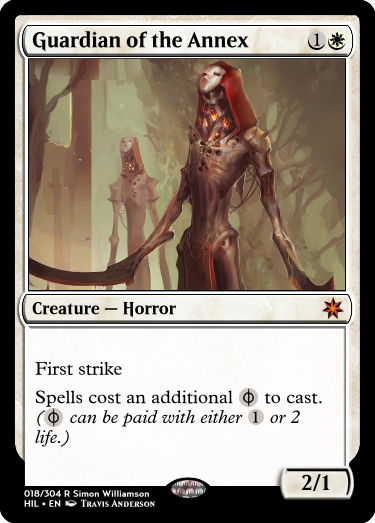 Guardian of the Annex 1
Creature — Horror
First strike
Spells cost an additional ⓟ to cast.
(ⓟ can be paid with either 1 or 2
life.)
2/1
018/304 R Simon Williamson
HIL • EN Travis Anderson